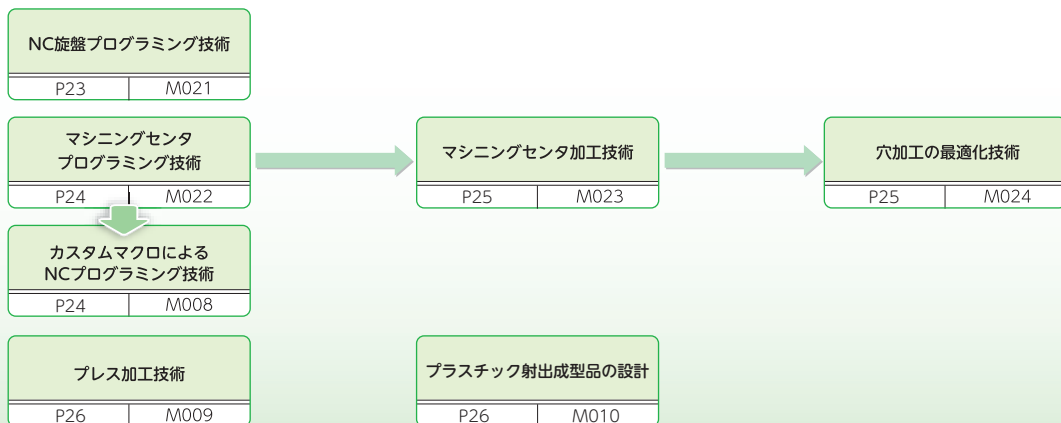 NC旋盤プログラミング技術
P23 M021
マシニングセンタ
プログラミング技術
P24 M022
マシニングセンタ加工技術
P25 M023
穴加工の最適化技術
P25 M024
カスタムマクロによる
NCプログラミング技術
P24 M008
プレス加工技術
P26 M009
プラスチック射出成型品の設計
P26 M010